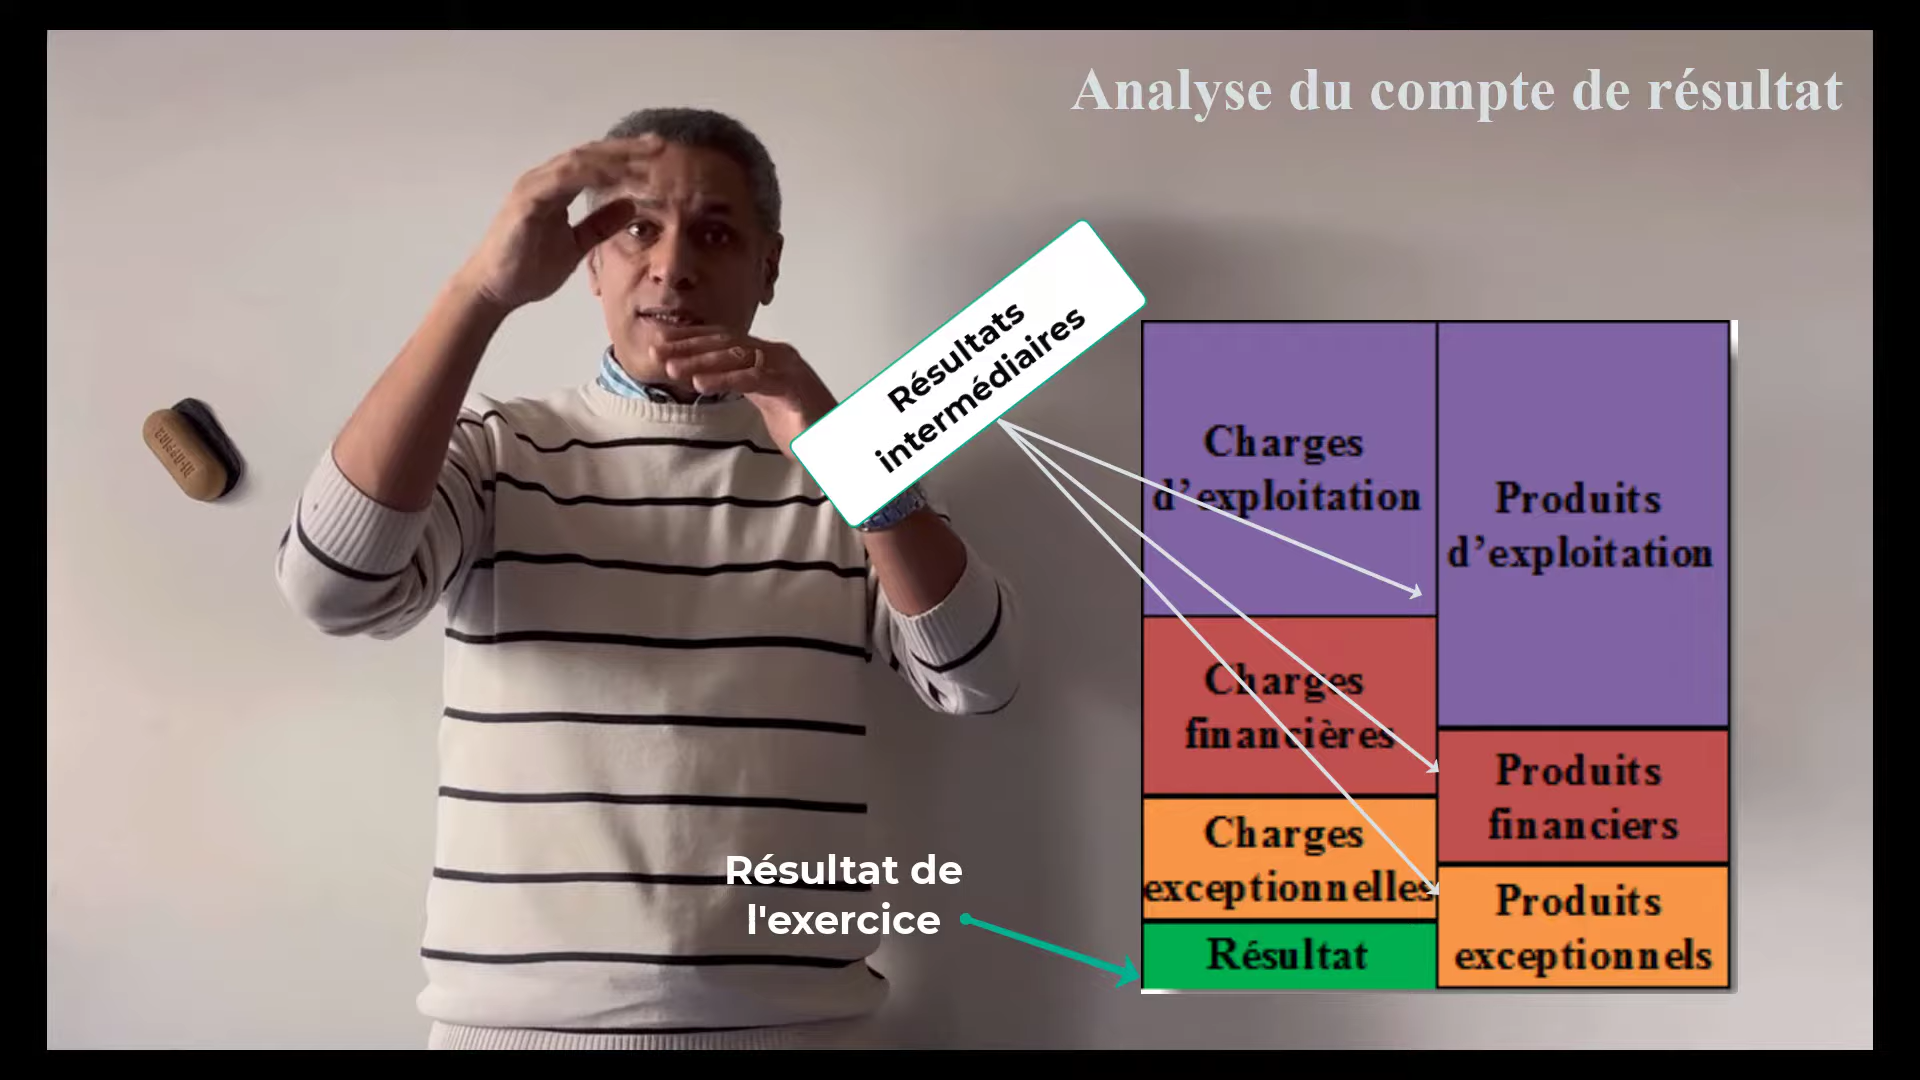 Analyse du compte de résultat
Résultats
intermédiaires
Charges
d’exploitation
Produits
d’exploitation
Charges
financières
Produits
financiers
Charges
exceptionnelles
Produits
exceptionnels
Résultat
Résultat de
l'exercice